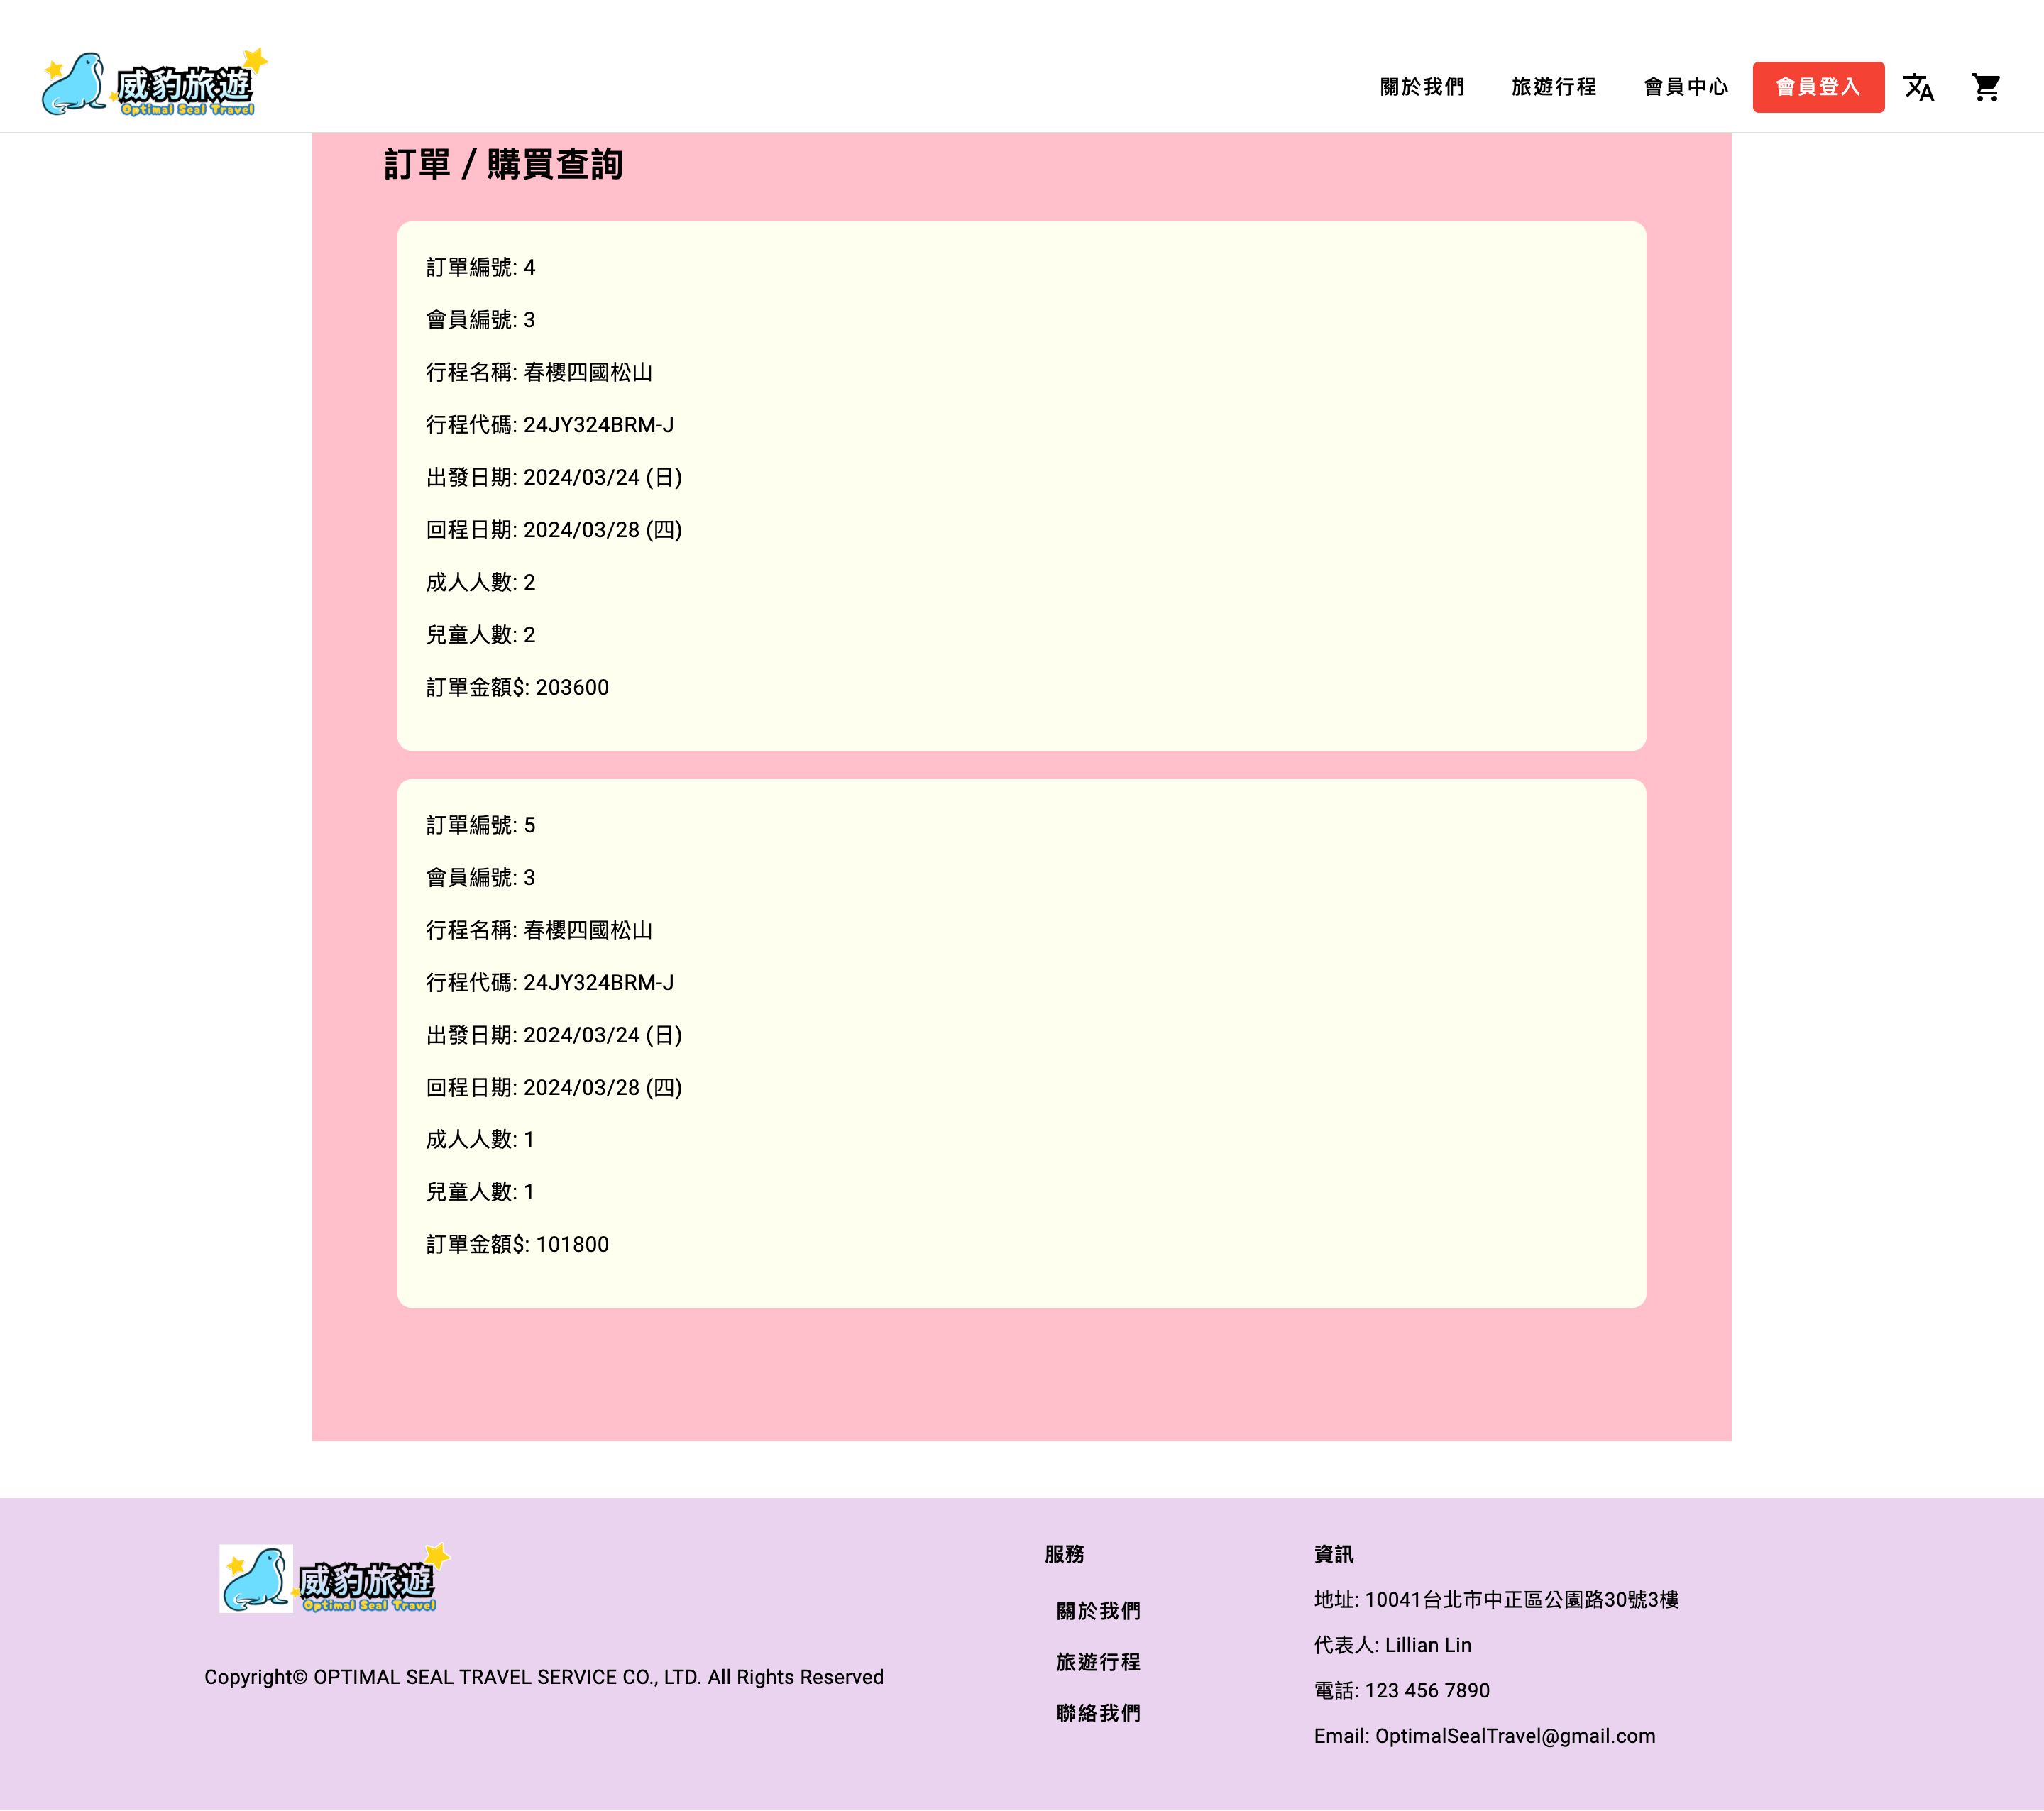 威豹旅遊
Optimal Seal Travel
關於我們
旅遊行程
會員中心
會員登入
訂單 / 購買查詢
訂單編號: 4
會員編號: 3
行程名稱: 春櫻四國松山
行程代碼: 24JY324BRM-J
出發日期: 2024/03/24 (日)
回程日期: 2024/03/28 (四)
成人人數: 2
兒童人數: 2
訂單金額$: 203600
訂單編號: 5
會員編號: 3
行程名稱: 春櫻四國松山
行程代碼: 24JY324BRM-J
出發日期: 2024/03/24 (日)
回程日期: 2024/03/28 (四)
成人人數: 1
兒童人數: 1
訂單金額$: 101800
威豹旅遊
Optimal Seal Travel
Copyright© OPTIMAL SEAL TRAVEL SERVICE CO., LTD. All Rights Reserved
服務
關於我們
旅遊行程
聯絡我們
資訊
地址: 10041台北市中正區公園路30號3樓
代表人: Lillian Lin
電話: 123 456 7890
Email: OptimalSealTravel@gmail.com